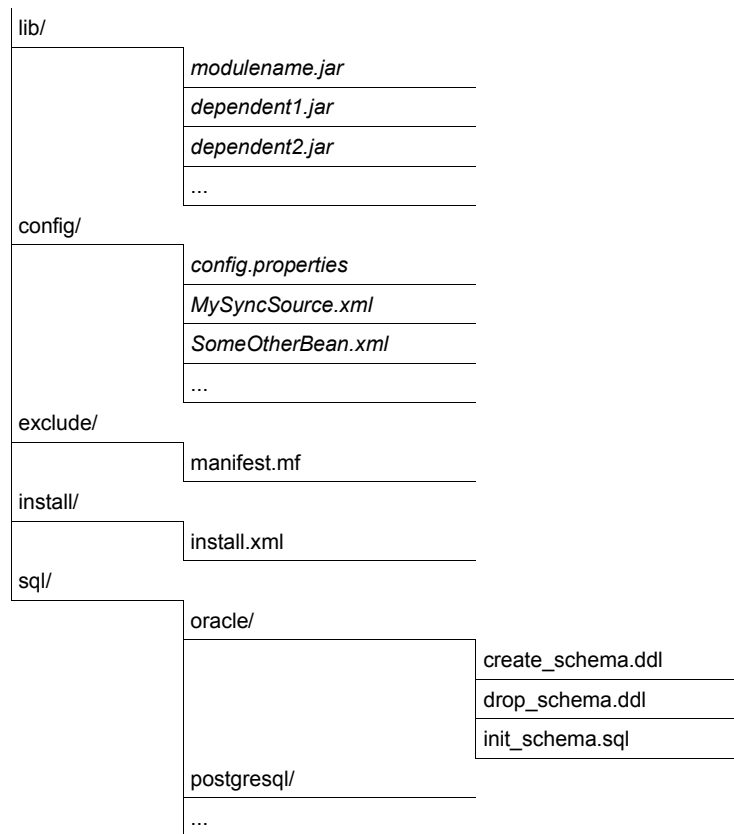 lib/
modulename.jar
dependent1.jar
dependent2.jar
...
config/
config.properties
MySyncSource.xml
SomeOtherBean.xml
...
exclude/
manifest.mf
install/
install.xml
sql/
oracle/
create_schema.ddl
drop_schema.ddl
init_schema.sql
postgresql/
...